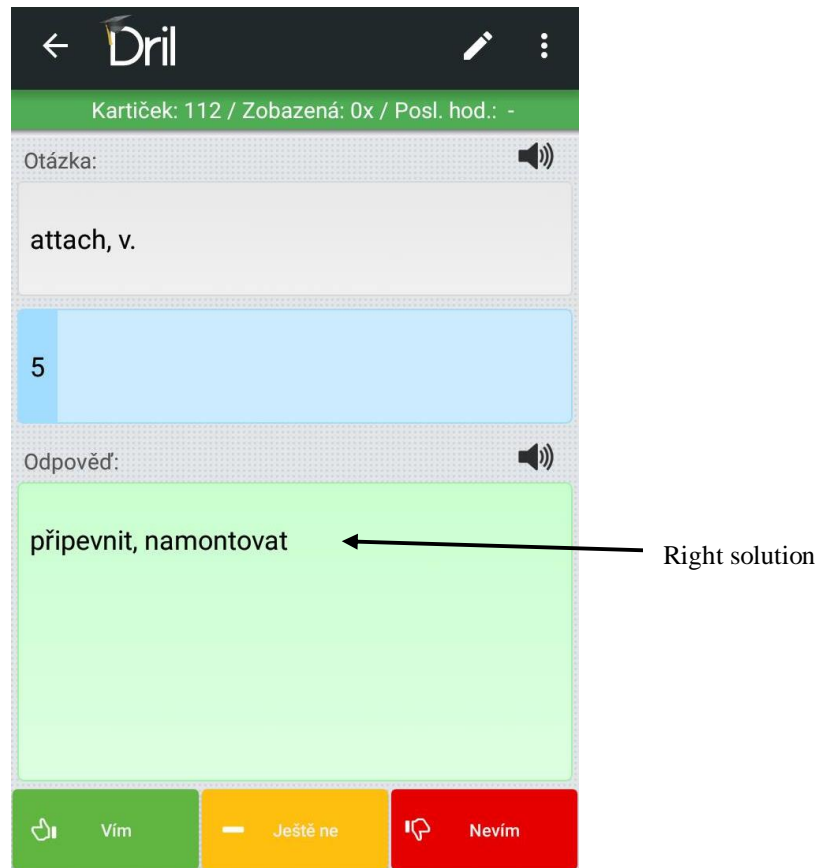 Dril
Kartiček: 112 / Zobazená: 0x / Posl. hod.: -
Otázka:
attach, v.
5
Odpověď:
připevnit, namontovat
Right solution
Vím
Ještě ne
Nevím